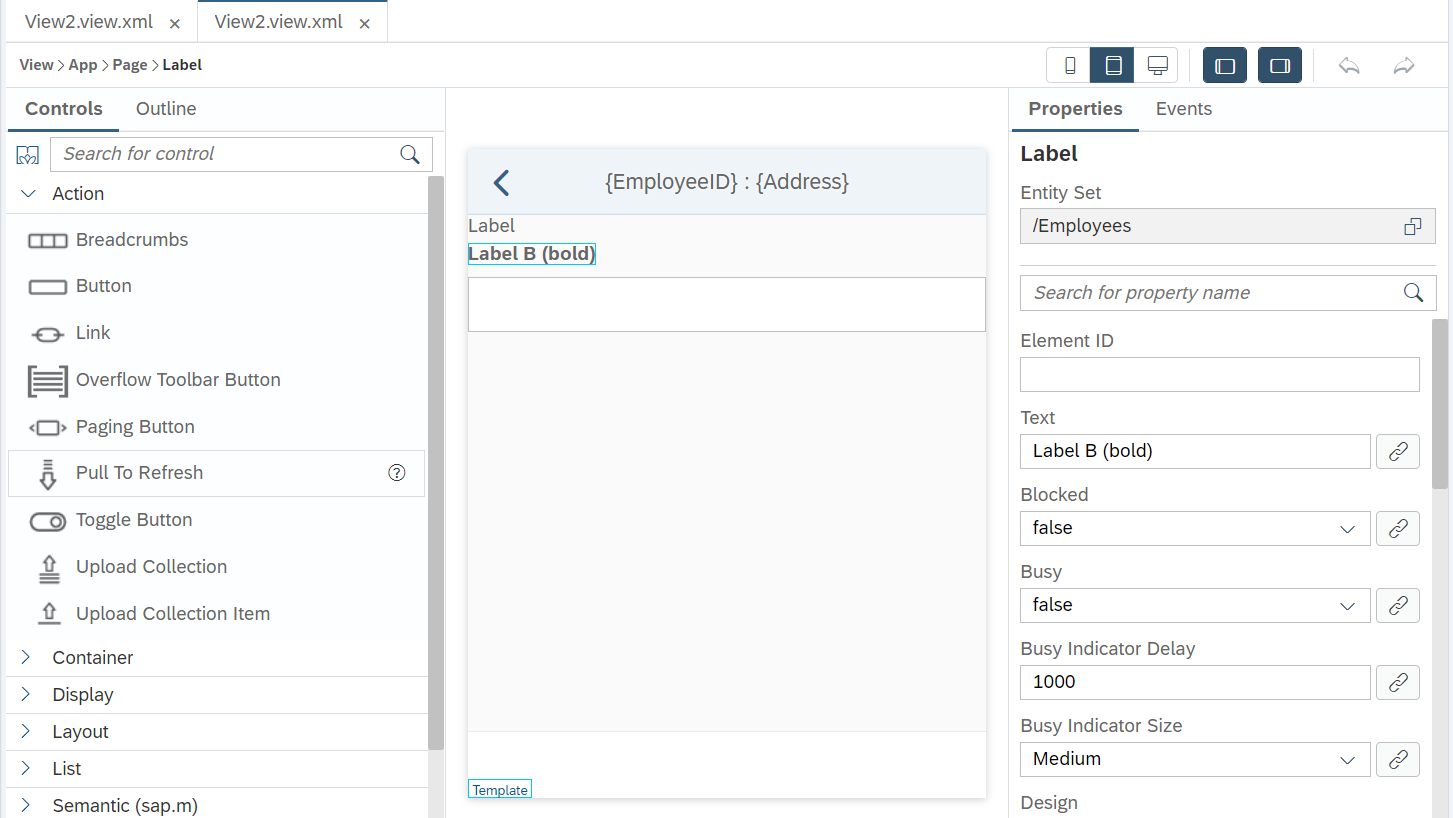 View2.view.xml
View2.view.xml
View > App > Page > Label
Controls
Outline
Search for control
Action
Breadcrumbs
Button
Link
Overflow Toolbar Button
Paging Button
Pull To Refresh
Toggle Button
Upload Collection
Upload Collection Item
Container
Display
Layout
List
Semantic (sap.m)
{EmployeeID} : {Address}
Label
Label B (bold)
Template
Properties
Events
Label
Entity Set
/Employees
Search for property name
Element ID
Text
Label B (bold)
Blocked
false
Busy
false
Busy Indicator Delay
1000
Busy Indicator Size
Medium
Design